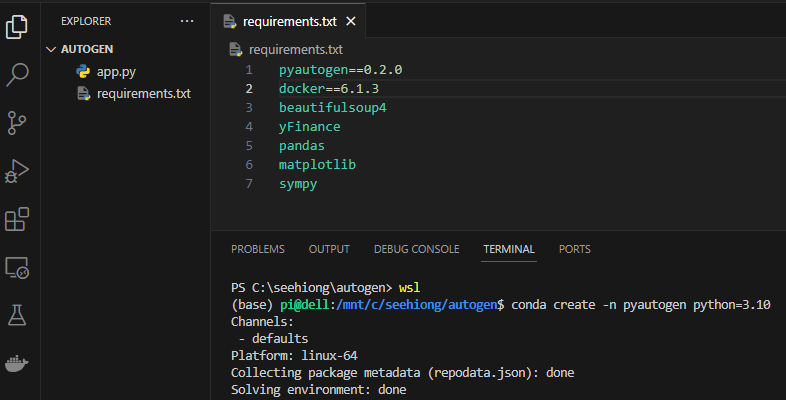 EXPLORER
···
AUTOGEN
app.py
requirements.txt
requirements.txt
requirements.txt
1 pyautogen==0.2.0
2 docker==6.1.3
3 beautifulsoup4
4 yFinance
5 pandas
6 matplotlib
7 sympy
PROBLEMS OUTPUT DEBUG CONSOLE TERMINAL PORTS
PS C:\seehiong\autogen> wsl
(base) pi@dell:/mnt/c/seehiong/autogen$ conda create -n pyautogen python=3.10
Channels:
 - defaults
Platform: linux-64
Collecting package metadata (repodata.json): done
Solving environment: done